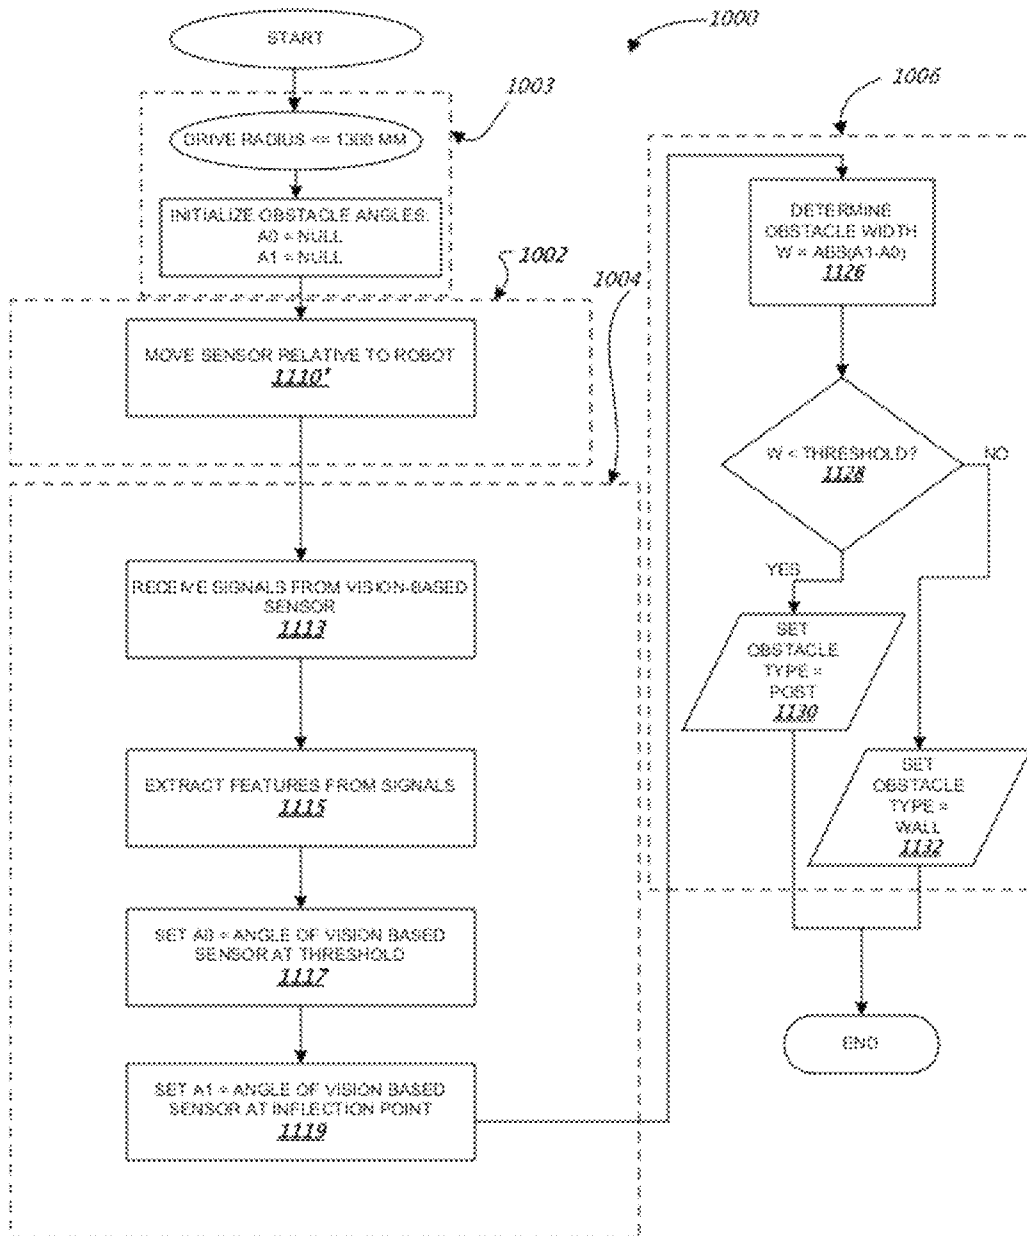 1000
START
1003
DRIVE RADIUS <= 1300 MM
INITIALIZE OBSTACLE ANGLES:
A0 = NULL
A1 = NULL
1002
1004
MOVE SENSOR RELATIVE TO ROBOT
1110'
RECEIVE SIGNALS FROM VISION-BASED
SENSOR
1113
EXTRACT FEATURES FROM SIGNALS
1115
SET A0 = ANGLE OF VISION BASED
SENSOR AT THRESHOLD
1117
SET A1 = ANGLE OF VISION BASED
SENSOR AT INFLECTION POINT
1119
1006
DETERMINE
OBSTACLE WIDTH
W = ABS(A1-A0)
1126
W < THRESHOLD?
1128
NO
YES
SET
OBSTACLE
TYPE =
POST
1130
SET
OBSTACLE
TYPE =
WALL
1132
END